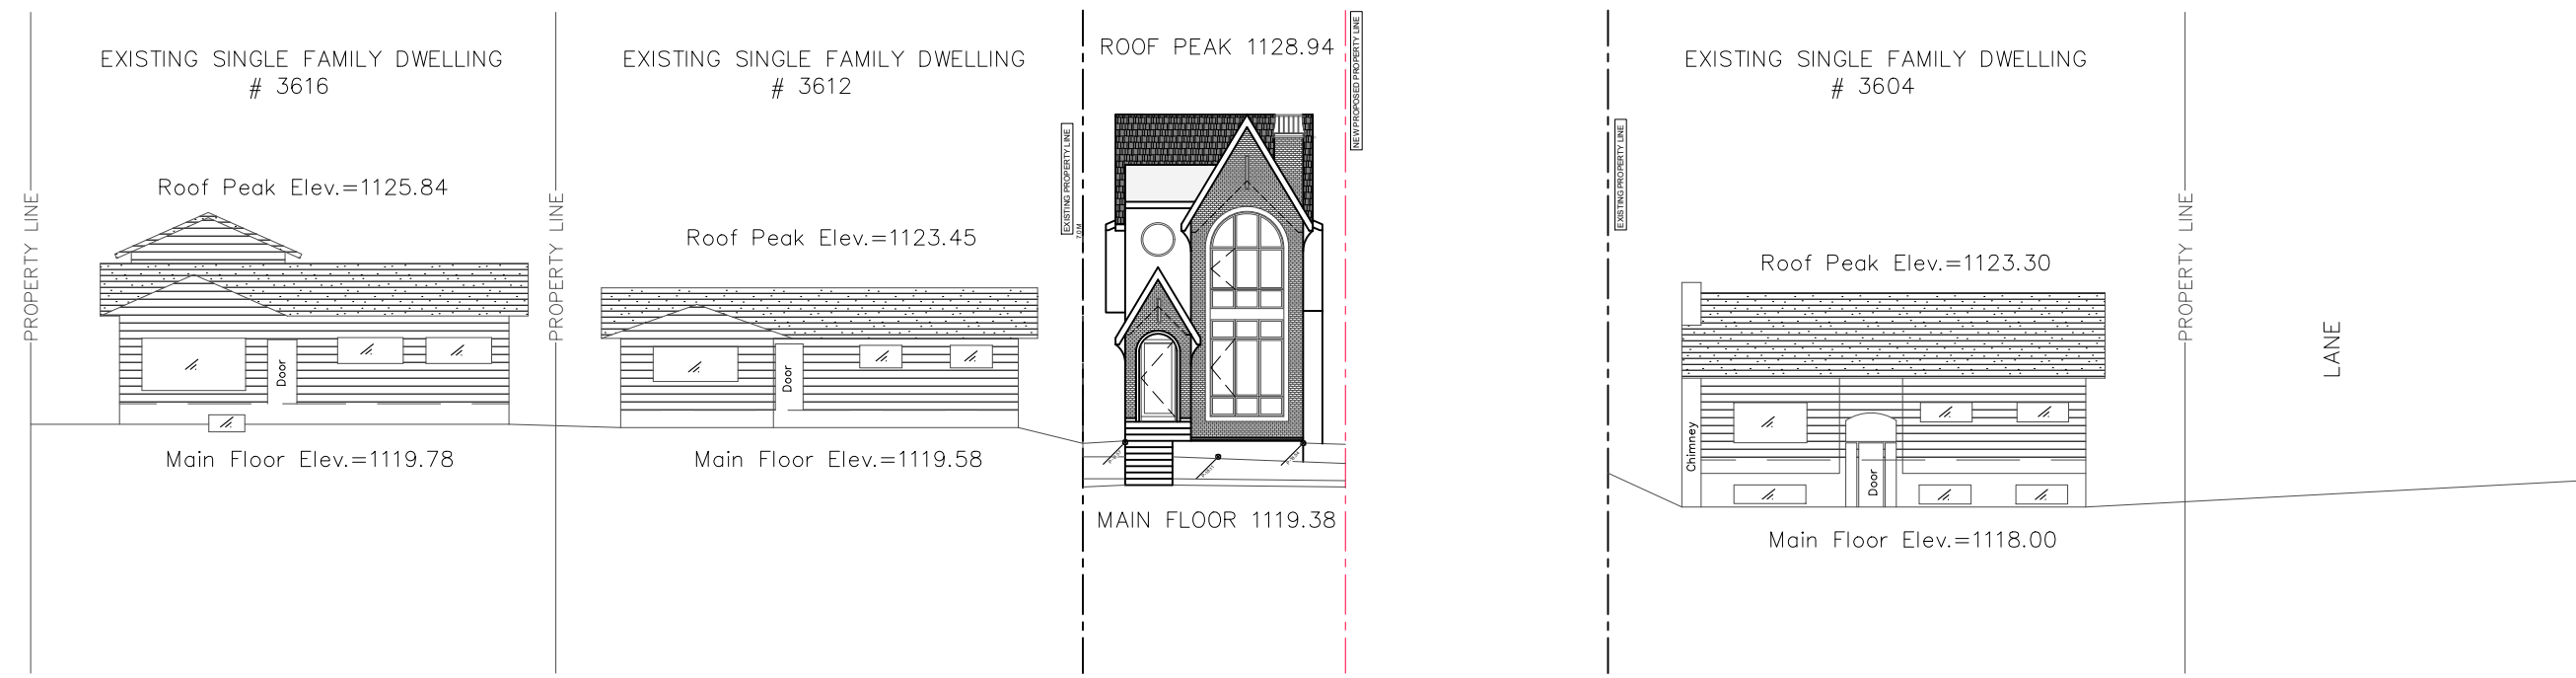 EXISTING SINGLE FAMILY DWELLING
# 3616
Roof Peak Elev.=1125.84
Door
Main Floor Elev.=1119.78
PROPERTY LINE
PROPERTY LINE
EXISTING SINGLE FAMILY DWELLING
# 3612
Roof Peak Elev.=1123.45
Door
Main Floor Elev.=1119.58
EXISTING PROPERTY LINE
ROOF PEAK 1128.94
MAIN FLOOR 1119.38
NEW PROPOSED PROPERTY LINE
EXISTING PROPERTY LINE
EXISTING SINGLE FAMILY DWELLING
# 3604
Roof Peak Elev.=1123.30
Chimney
Door
Main Floor Elev.=1118.00
PROPERTY LINE
LANE